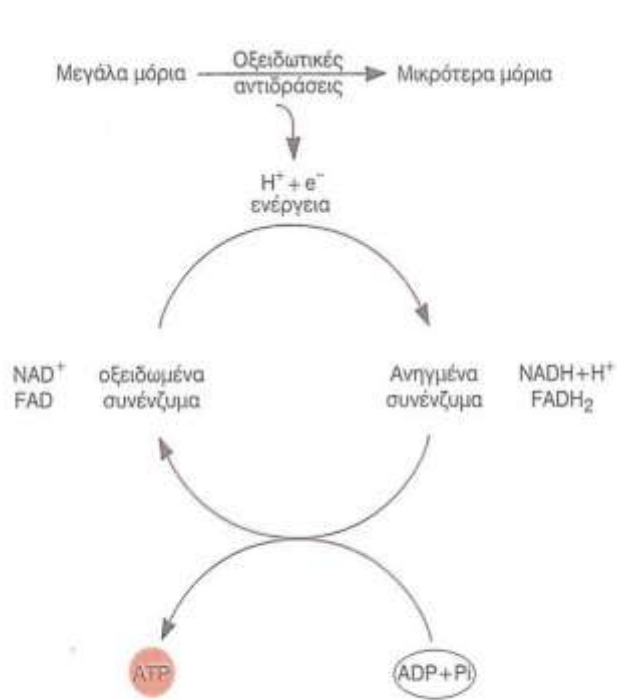 Μεγάλα μόρια
Οξειδωτικές
αντιδράσεις
Μικρότερα μόρια
H⁺ + e⁻
ενέργεια
NAD⁺
FAD
οξειδωμένα
συνένζυμα
Ανηγμένα
συνένζυμα
NADH+H⁺
FADH₂
ATP
ADP+Pi